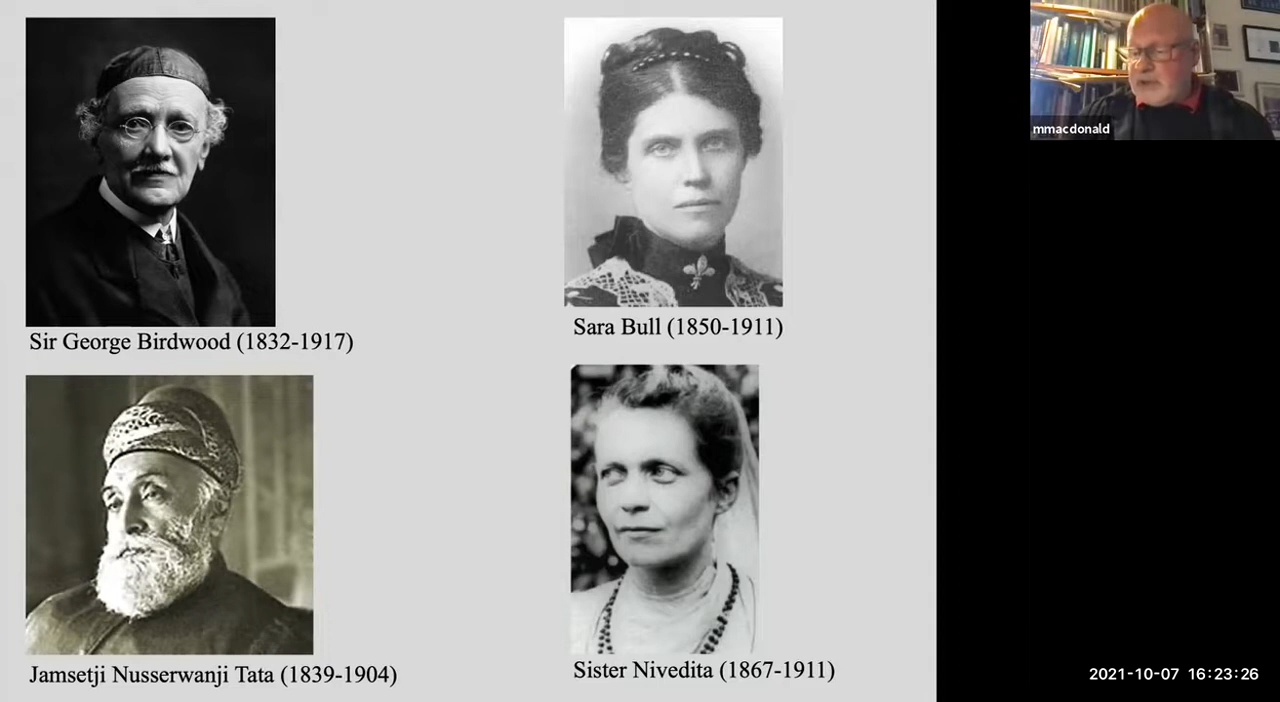 mmacdonald
Sir George Birdwood (1832-1917)
Sara Bull (1850-1911)
Jamsetji Nusserwanji Tata (1839-1904)
Sister Nivedita (1867-1911)
2021-10-07 16:23:26